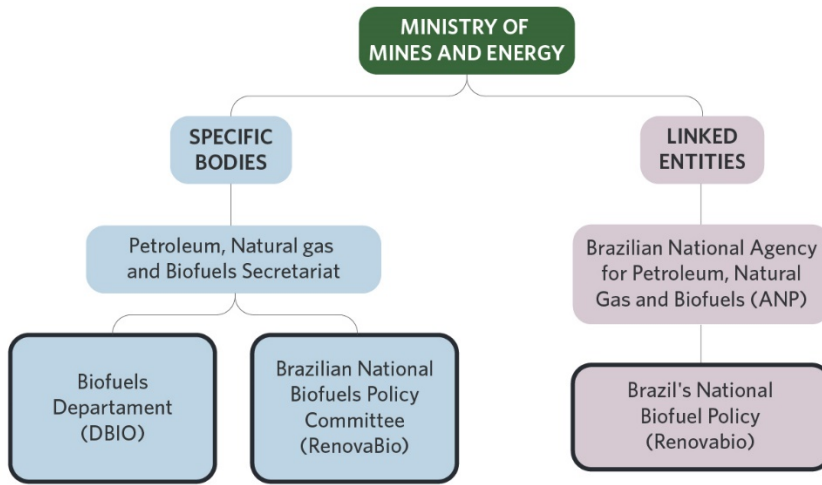 MINISTRY OF
MINES AND ENERGY
SPECIFIC
BODIES
LINKED
ENTITIES
Petroleum, Natural gas
and Biofuels Secretariat
Brazilian National Agency
for Petroleum, Natural
Gas and Biofuels (ANP)
Biofuels
Departament
(DBIO)
Brazilian National
Biofuels Policy
Committee
(RenovaBio)
Brazil's National
Biofuel Policy
(Renovabio)